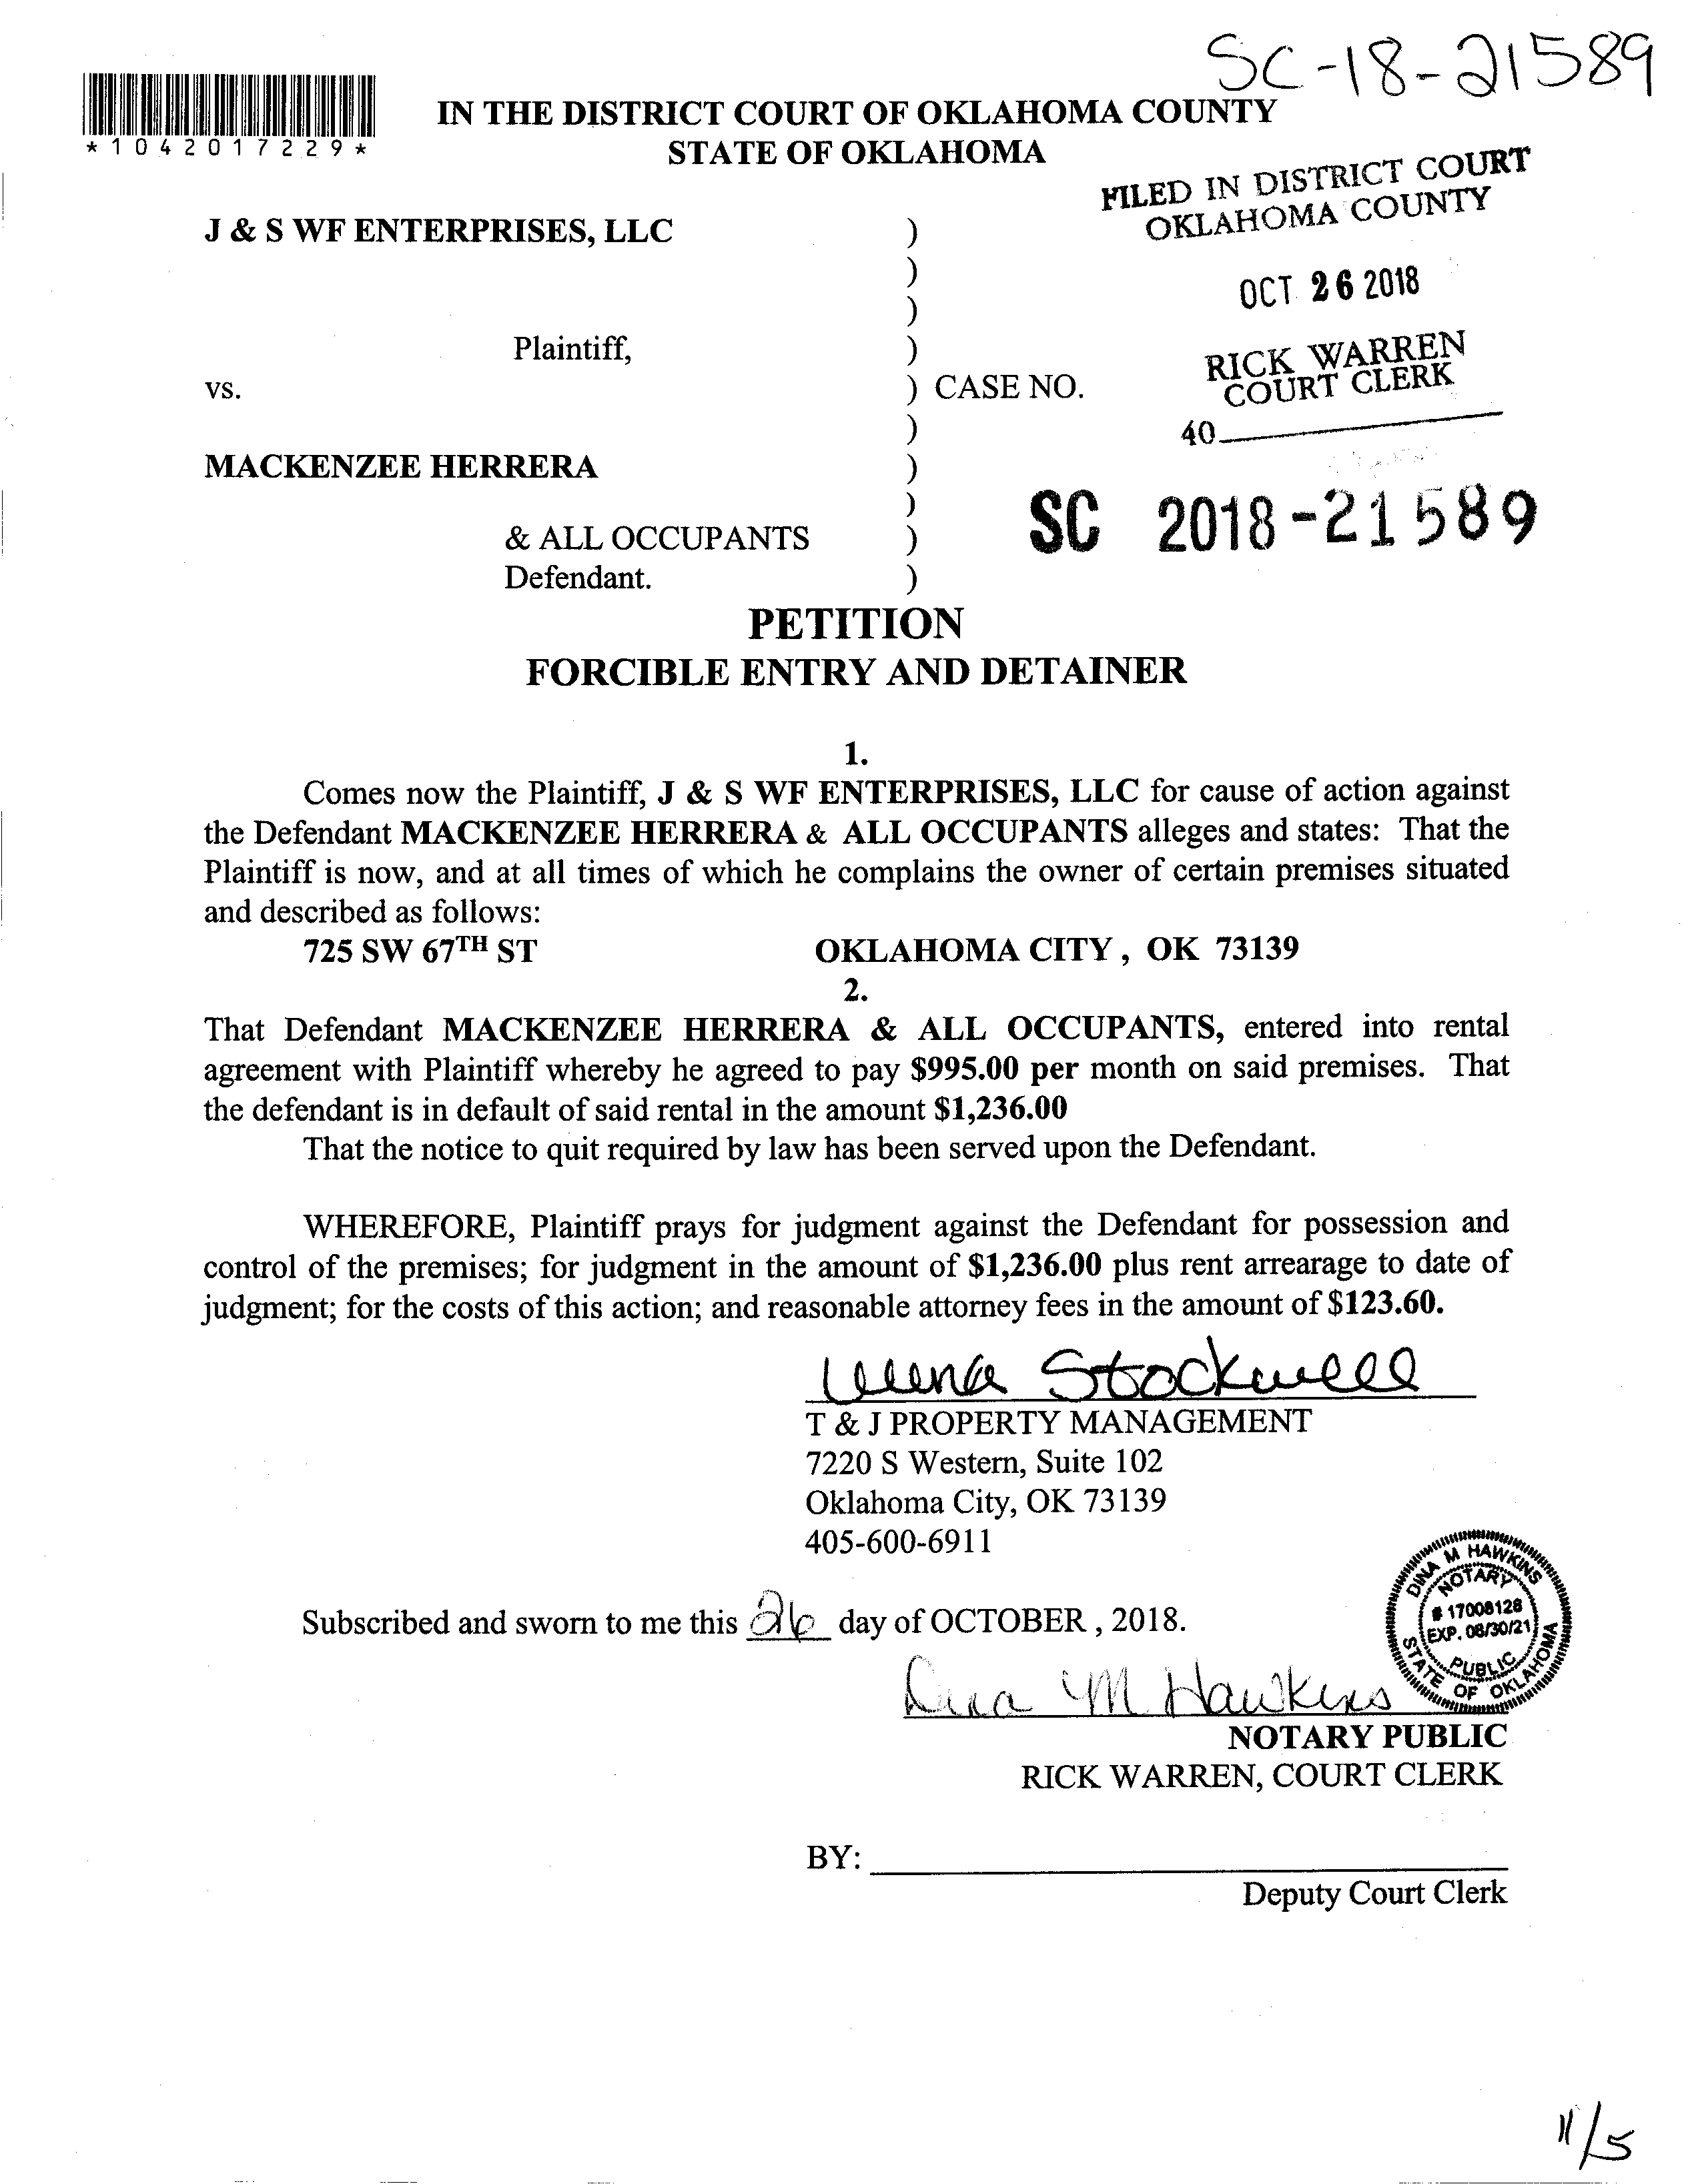 SC-18-21589
*1042017229*
IN THE DISTRICT COURT OF OKLAHOMA COUNTY
STATE OF OKLAHOMA
FILED IN DISTRICT COURT
OKLAHOMA COUNTY
J & S WF ENTERPRISES, LLC )
)
OCT 26 2018
)
Plaintiff, )
RICK WARREN
COURT CLERK
vs. ) CASE NO.
)
40
MACKENZEE HERRERA )
)
SC 2018-21589
& ALL OCCUPANTS )
Defendant. )
PETITION
FORCIBLE ENTRY AND DETAINER
1.
Comes now the Plaintiff, J & S WF ENTERPRISES, LLC for cause of action against
the Defendant MACKENZEE HERRERA & ALL OCCUPANTS alleges and states: That the
Plaintiff is now, and at all times of which he complains the owner of certain premises situated
and described as follows:
725 SW 67TH ST OKLAHOMA CITY , OK 73139
2.
That Defendant MACKENZEE HERRERA & ALL OCCUPANTS, entered into rental
agreement with Plaintiff whereby he agreed to pay $995.00 per month on said premises. That
the defendant is in default of said rental in the amount $1,236.00
That the notice to quit required by law has been served upon the Defendant.
WHEREFORE, Plaintiff prays for judgment against the Defendant for possession and
control of the premises; for judgment in the amount of $1,236.00 plus rent arrearage to date of
judgment; for the costs of this action; and reasonable attorney fees in the amount of $123.60.
Stockwell
T & J PROPERTY MANAGEMENT
7220 S Western, Suite 102
Oklahoma City, OK 73139
405-600-6911
DINA M HAWKINS
NOTARY
# 17008128
EXP. 08/30/21
PUBLIC
STATE OF OKLAHOMA
Subscribed and sworn to me this 26 day of OCTOBER , 2018.
Dina M Hawkins
NOTARY PUBLIC
RICK WARREN, COURT CLERK
BY:
Deputy Court Clerk
11/5